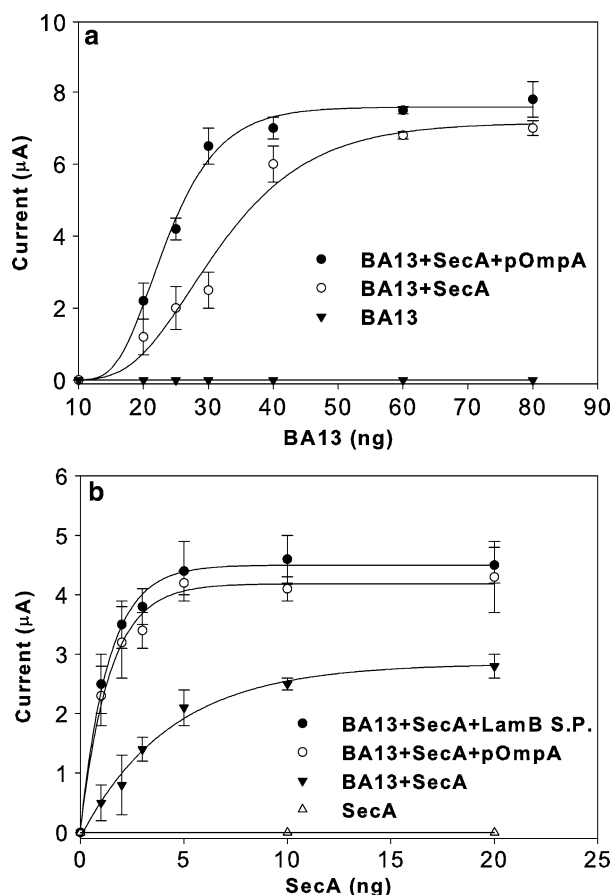 a
10
8
6
4
2
0
Current (μA)
BA13+SecA+pOmpA
BA13+SecA
BA13
10 20 30 40 50 60 70 80 90
BA13 (ng)
b
6
5
4
3
2
1
0
Current (μA)
BA13+SecA+LamB S.P.
BA13+SecA+pOmpA
BA13+SecA
SecA
0 5 10 15 20 25
SecA (ng)